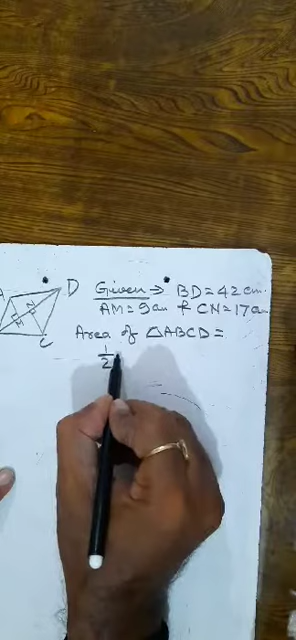 A D Given → BD = 42 cm.
AM = 9 cm & CN = 17 cm
M N
C
Area of △ABCD =
1/2